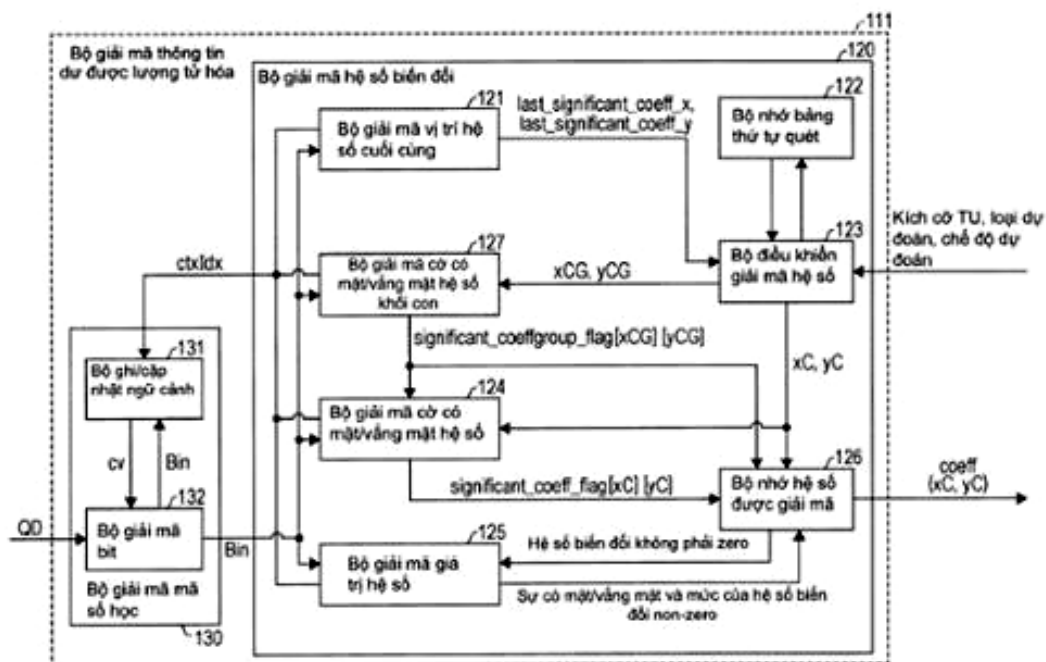 111
Bộ giải mã thông tin
dư được lượng tử hóa
120
Bộ giải mã hệ số biến đổi
121
Bộ giải mã vị trí hệ
số cuối cùng
last_significant_coeff_x,
last_significant_coeff_y
122
Bộ nhớ bảng
thứ tự quét
Kích cỡ TU, loại dự
đoán, chế độ dự
đoán
123
Bộ điều khiển
giải mã hệ số
127
Bộ giải mã cờ có
mặt/vắng mặt hệ số
khối con
xCG, yCG
ctxIdx
significant_coeffgroup_flag[xCG] [yCG]
xC, yC
131
Bộ ghi/cập
nhật ngữ cảnh
124
Bộ giải mã cờ có
mặt/vắng mặt hệ số
cv
Bin
126
Bộ nhớ hệ số
được giải mã
coeff
(xC, yC)
significant_coeff_flag[xC] [yC]
QD
132
Bộ giải mã
bit
Bin
125
Bộ giải mã giá
trị hệ số
Hệ số biến đổi không phải zero
Sự có mặt/vắng mặt và mức của hệ số biến
đổi non-zero
Bộ giải mã mã
số học
130